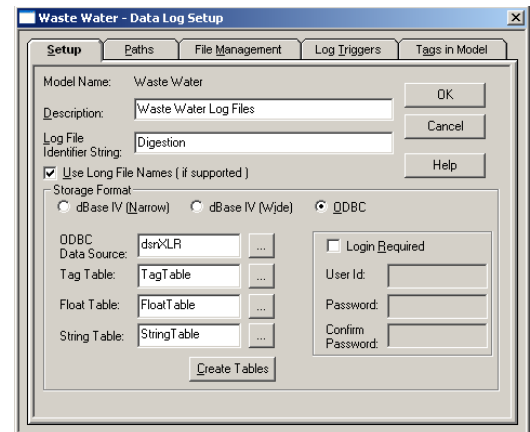 Waste Water - Data Log Setup
Setup Paths File Management Log Triggers Tags in Model
Model Name: Waste Water
OK
Description: Waste Water Log Files
Cancel
Log File
Identifier String: Digestion
Help
Use Long File Names ( if supported )
Storage Format
dBase IV (Narrow) dBase IV (Wide) ODBC
ODBC
Data Source: dsnXLR ...
Login Required
Tag Table: TagTable ...
User Id:
Float Table: FloatTable ...
Password:
String Table: StringTable ...
Confirm
Password:
Create Tables